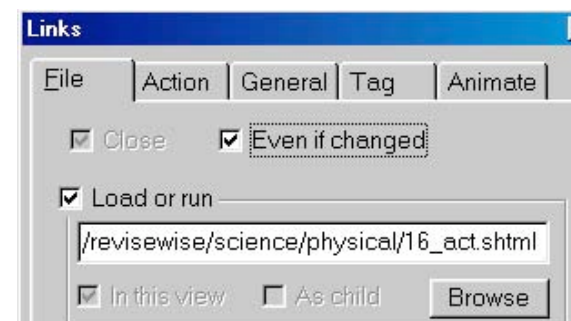 Links
File Action General Tag Animate
Close Even if changed
Load or run
/revisewise/science/physical/16_act.shtml
In this view As child Browse